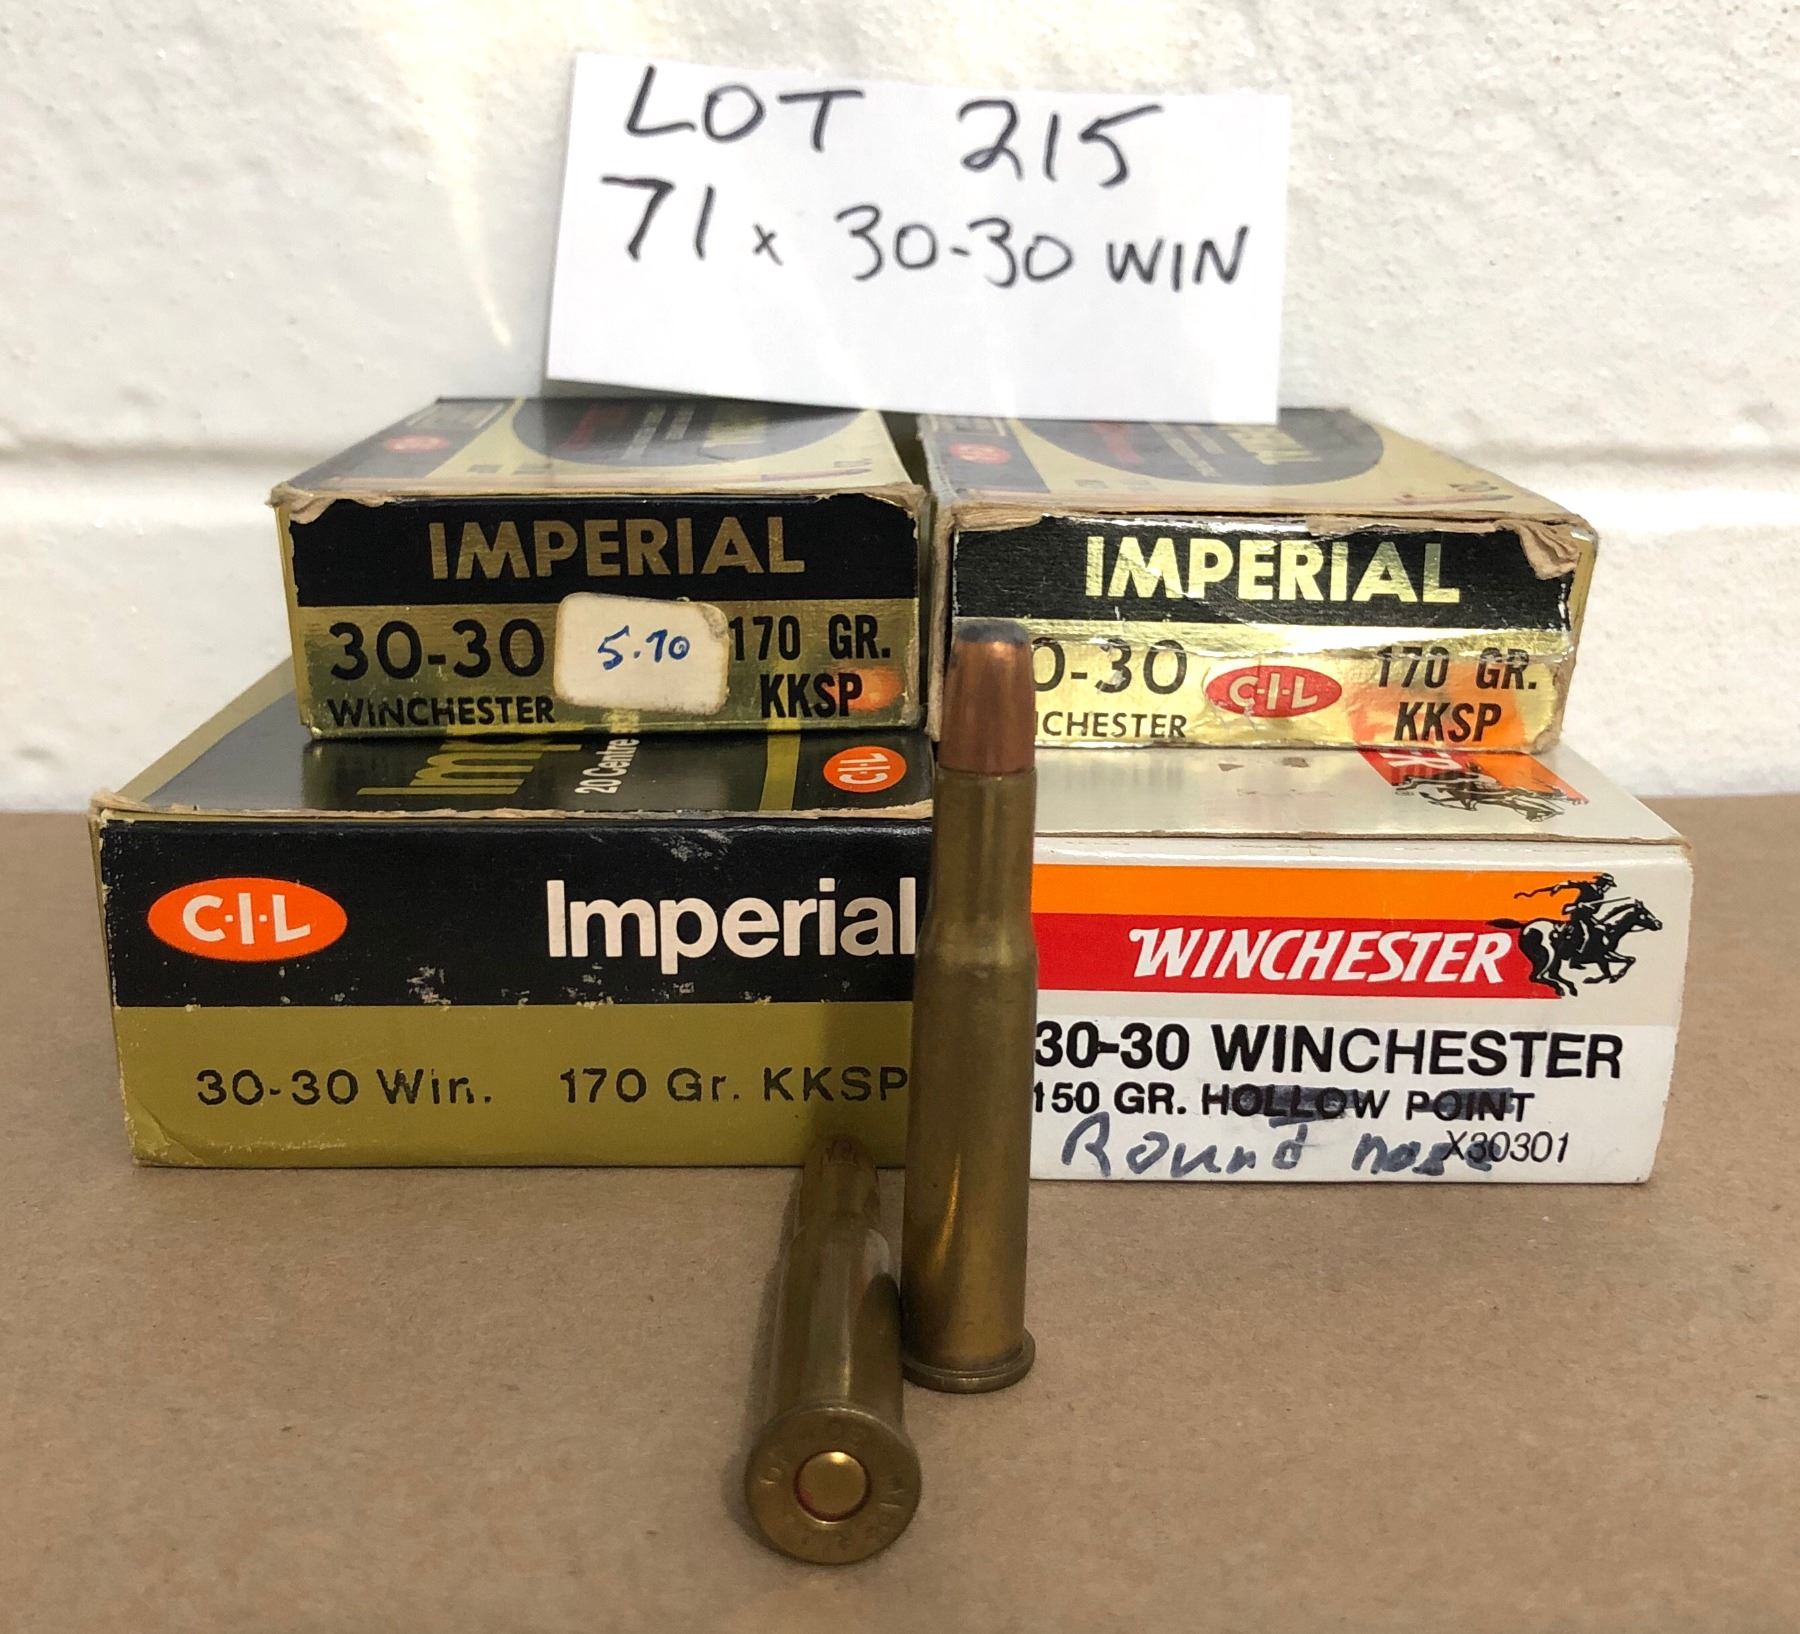 LOT 215
71 x 30-30 WIN
IMPERIAL
30-30
WINCHESTER
5.70
170 GR.
KKSP
IMPERIAL
0-30
CHESTER
C-I-L
170 GR.
KKSP
20 Centre
C-I-L
C-I-L
Imperial
30-30 Win. 170 Gr. KKSP
WINCHESTER
30-30 WINCHESTER
150 GR. HOLLOW POINT
X30301
Round nose